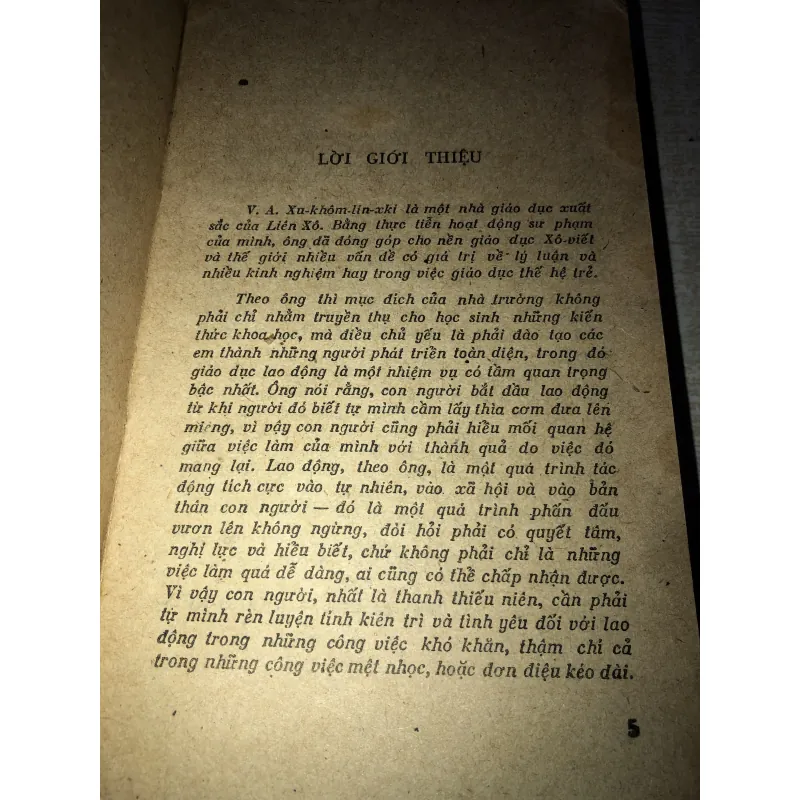 LỜI GIỚI THIỆU
V. A. Xu-khôm-lin-xki là một nhà giáo dục xuất
sắc của Liên Xô. Bằng thực tiễn hoạt động sư phạm
của mình, ông đã đóng góp cho nền giáo dục Xô-viết
và thế giới nhiều vấn đề có giá trị về lý luận và
nhiều kinh nghiệm hay trong việc giáo dục thế hệ trẻ.
Theo ông thì mục đích của nhà trường không
phải chỉ nhằm truyền thụ cho học sinh những kiến
thức khoa học, mà điều chủ yếu là phải đào tạo các
em thành những người phát triển toàn diện, trong đó
giáo dục lao động là một nhiệm vụ có tầm quan trọng
bậc nhất. Ông nói rằng, con người bắt đầu lao động
từ khi người đó biết tự mình cầm lấy thìa cơm đưa lên
miệng, vì vậy con người cũng phải hiểu mối quan hệ
giữa việc làm của mình với thành quả do việc đó
mang lại. Lao động, theo ông, là một quá trình tác
động tích cực vào tự nhiên, vào xã hội và vào bản
thân con người — đó là một quá trình phấn đấu
vươn lên không ngừng, đòi hỏi phải có quyết tâm,
nghị lực và hiểu biết, chứ không phải chỉ là những
việc làm quá dễ dàng, ai cũng có thể chấp nhận được.
Vì vậy con người, nhất là thanh thiếu niên, cần phải
tự mình rèn luyện tính kiên trì và tình yêu đối với lao
động trong những công việc khó khăn, thậm chí cả
trong những công việc mệt nhọc, hoặc đơn điệu kéo dài.
5